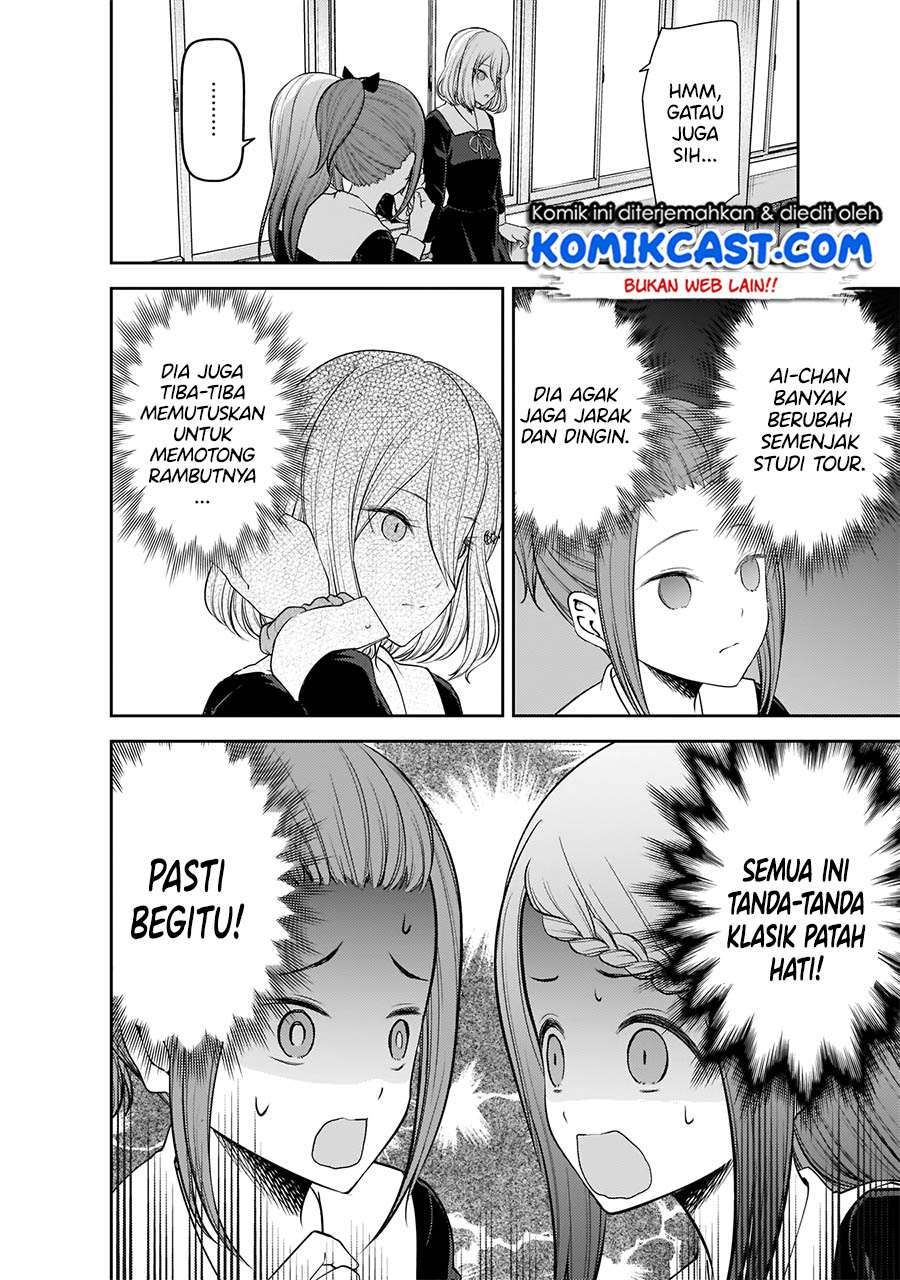 HMM,
GATAU
JUGA
SIH...
.........
Komik ini diterjemahkan & diedit oleh
KOMIKCAST.COM
BUKAN WEB LAIN!!
AI-CHAN
BANYAK
BERUBAH
SEMENJAK
STUDI TOUR.
DIA AGAK
JAGA JARAK
DAN DINGIN.
DIA JUGA
TIBA-TIBA
MEMUTUSKAN
UNTUK
MEMOTONG
RAMBUTNYA
...
SEMUA INI
TANDA-TANDA
KLASIK PATAH
HATI!
PASTI
BEGITU!